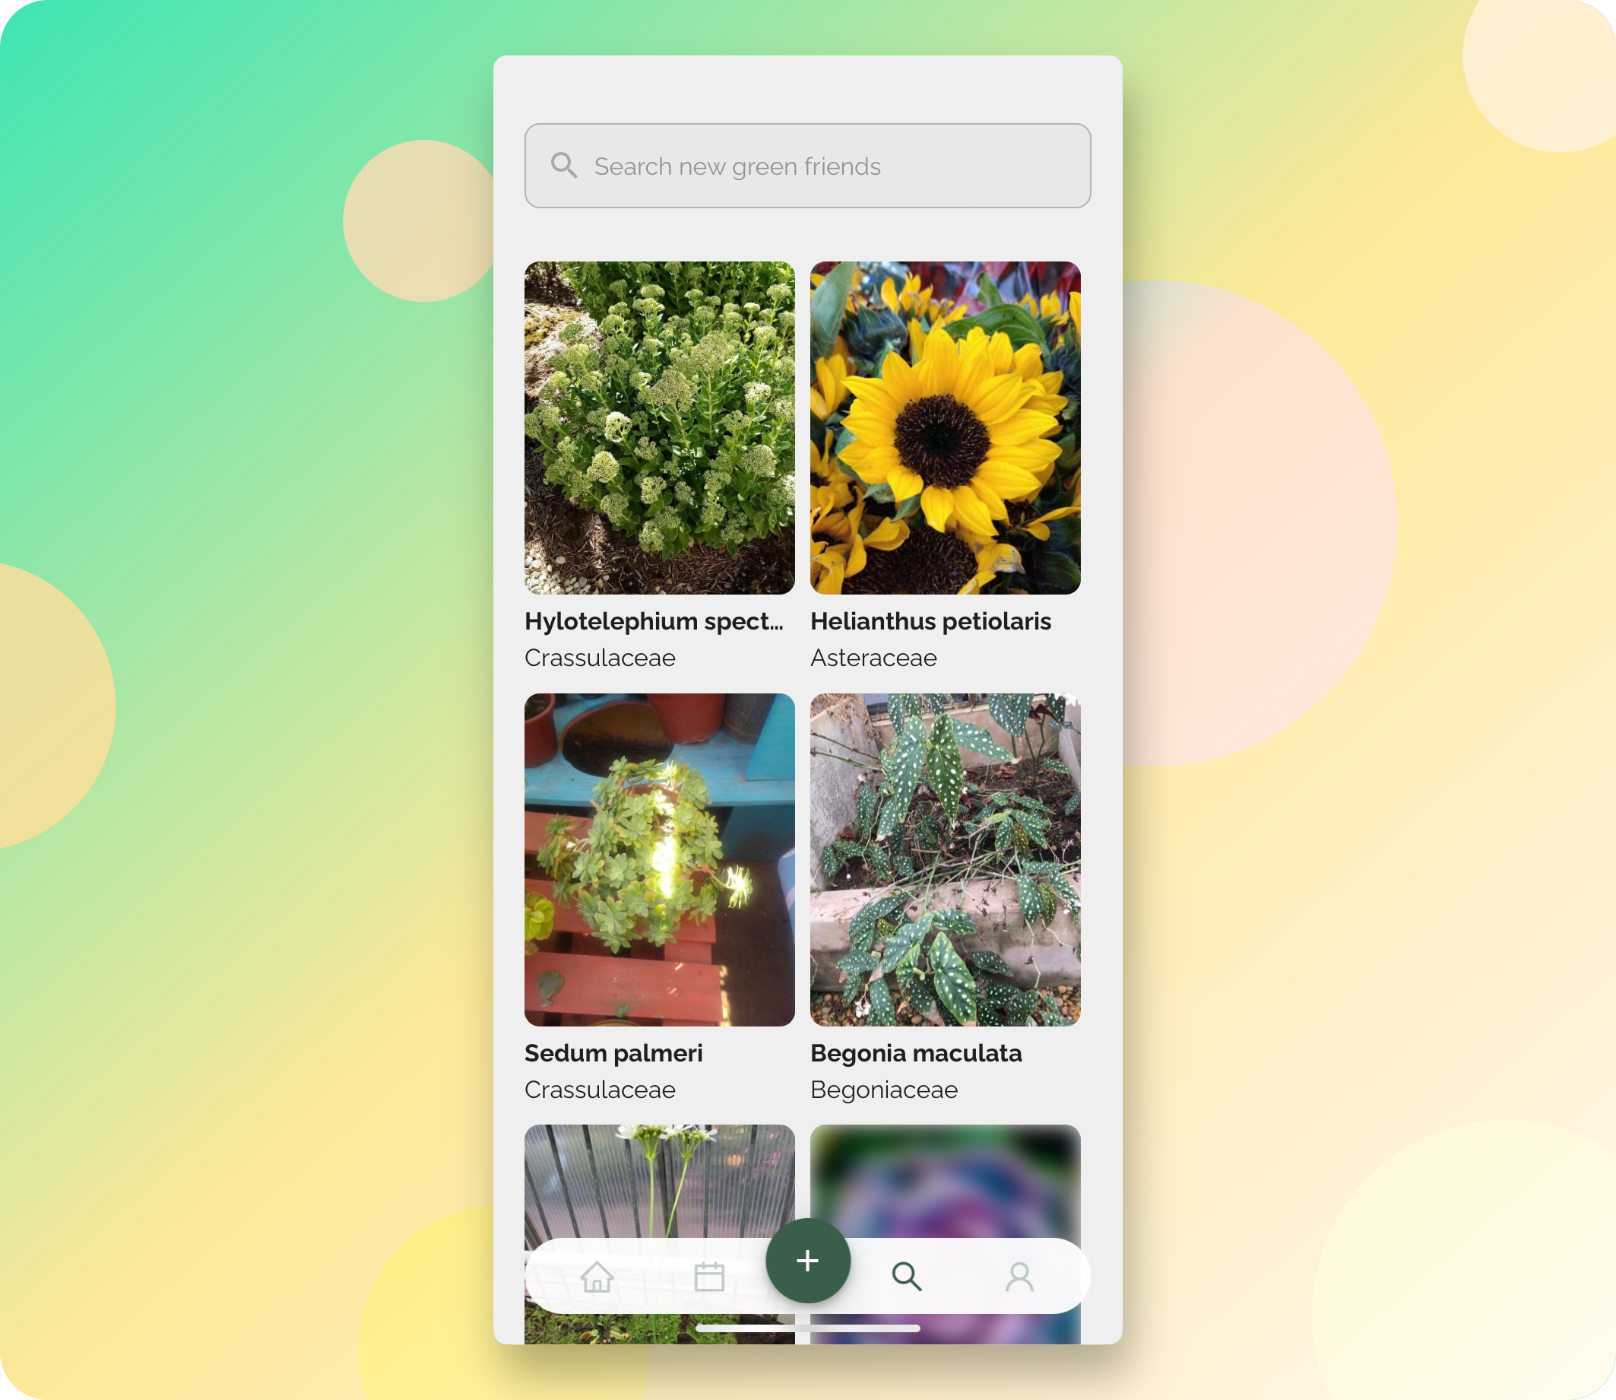 Search new green friends
Hylotelephium spect...
Helianthus petiolaris
Crassulaceae
Asteraceae
Sedum palmeri
Begonia maculata
Crassulaceae
Begoniaceae